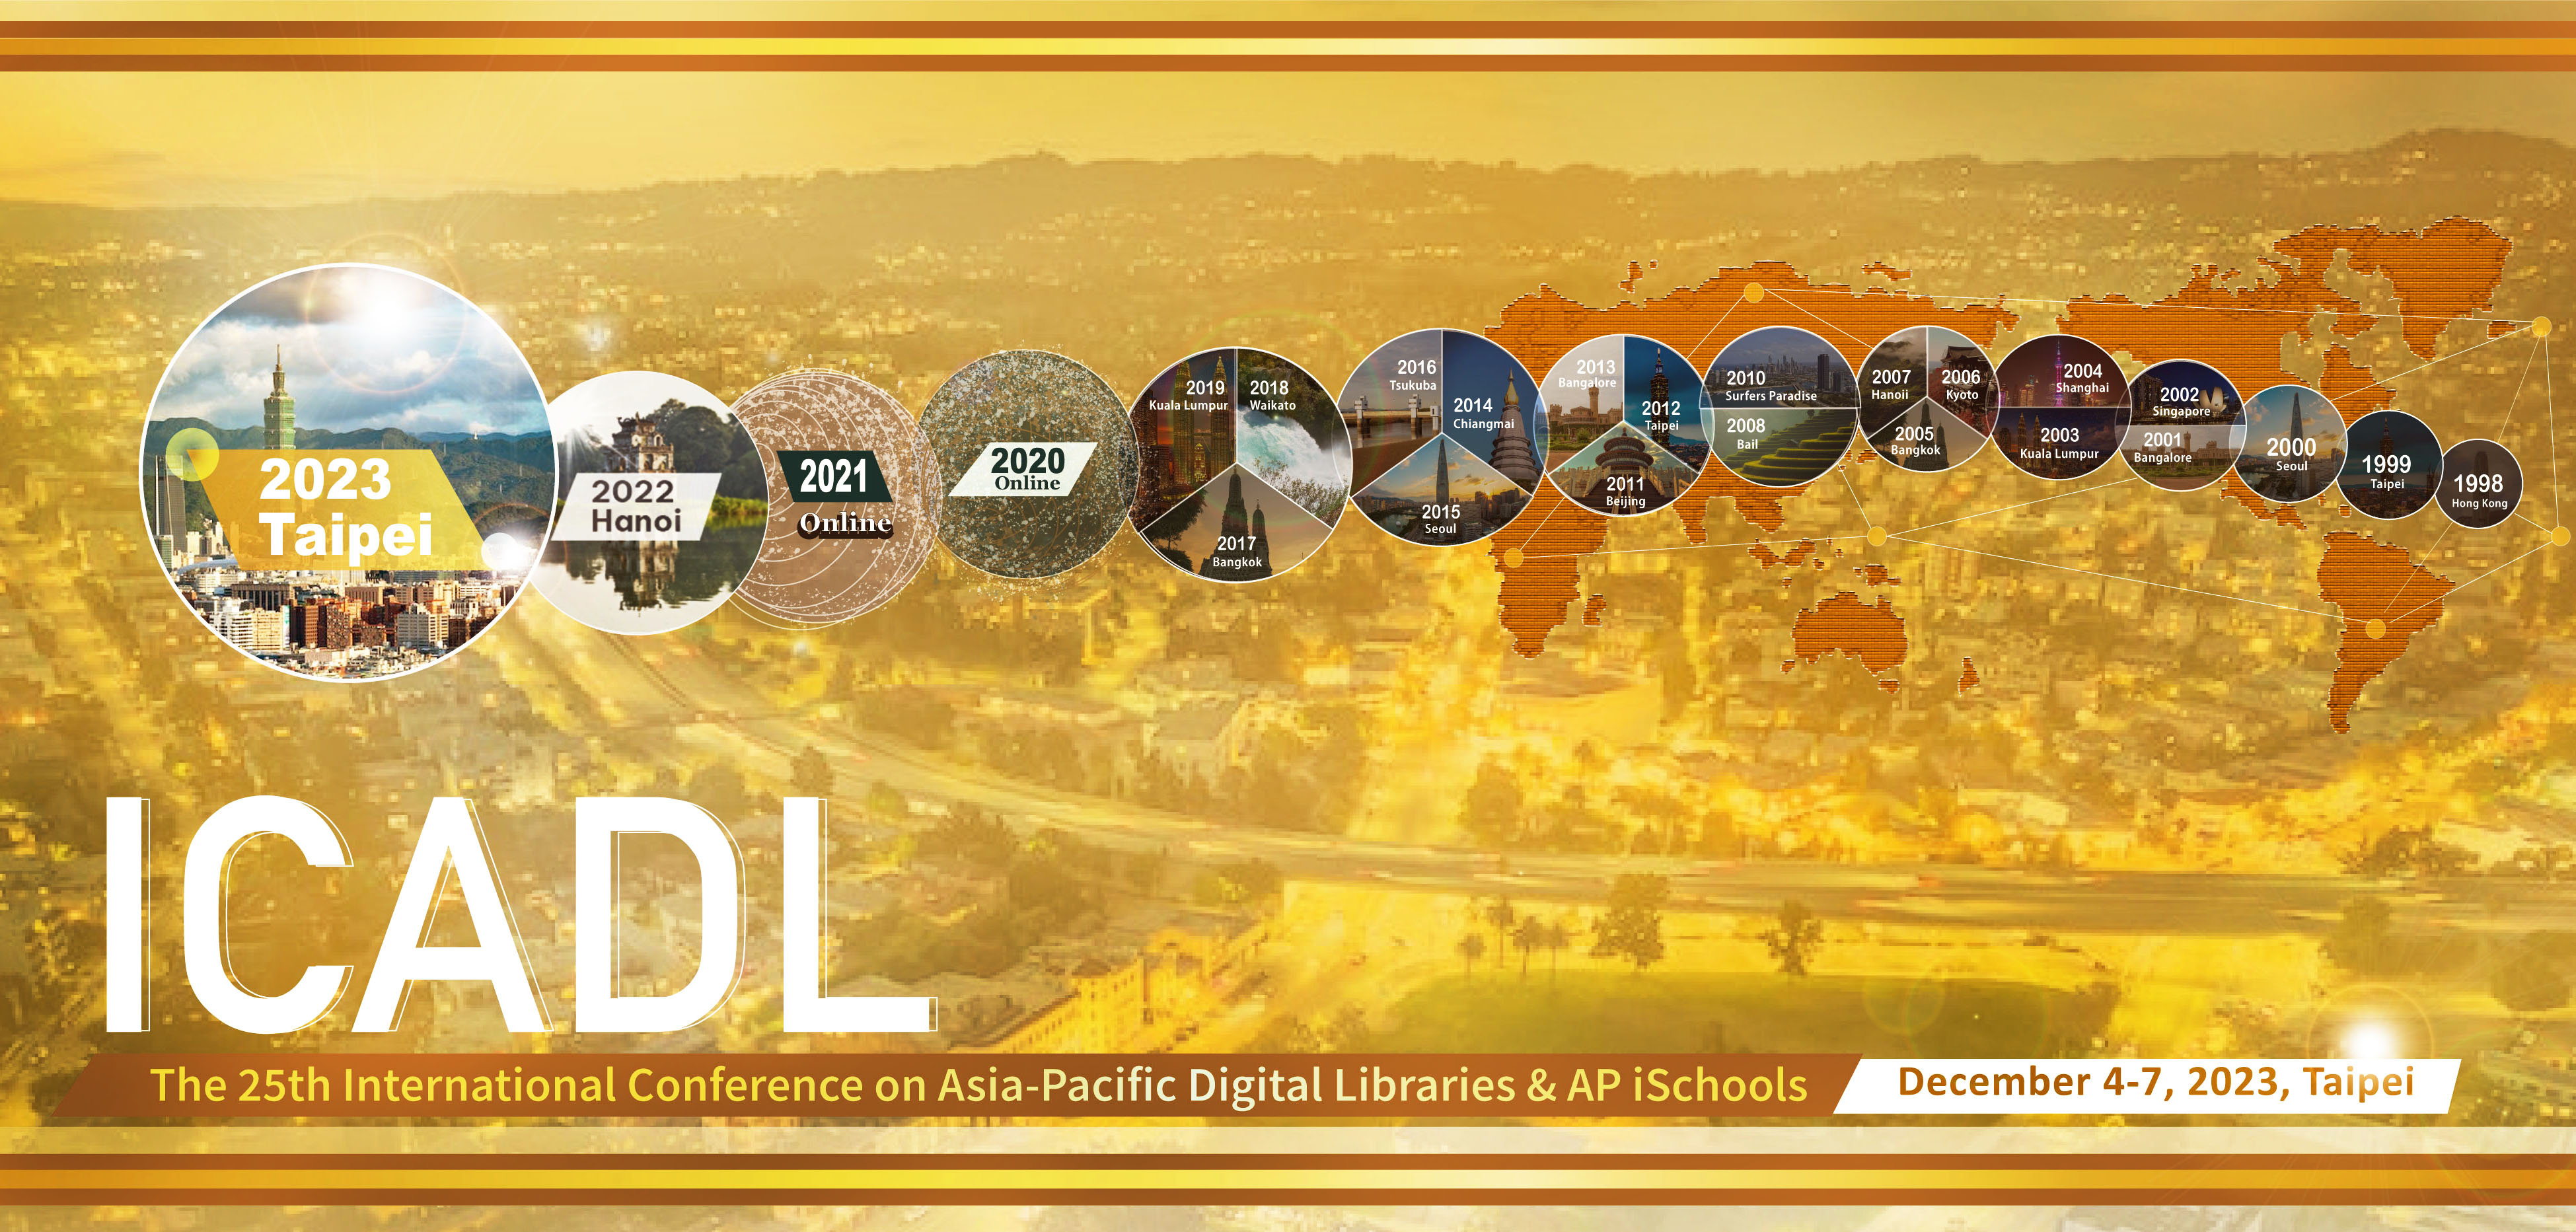 2023
Taipei
2022
Hanoi
2021
Online
2020
Online
2019
Kuala Lumpur
2018
Waikato
2017
Bangkok
2016
Tsukuba
2014
Chiangmai
2015
Seoul
2013
Bangalore
2012
Taipei
2011
Beijing
2010
Surfers Paradise
2008
Bail
2007
Hanoii
2006
Kyoto
2005
Bangkok
2004
Shanghai
2003
Kuala Lumpur
2002
Singapore
2001
Bangalore
2000
Seoul
1999
Taipei
1998
Hong Kong
ICADL
The 25th International Conference on Asia-Pacific Digital Libraries & AP iSchools
December 4-7, 2023, Taipei